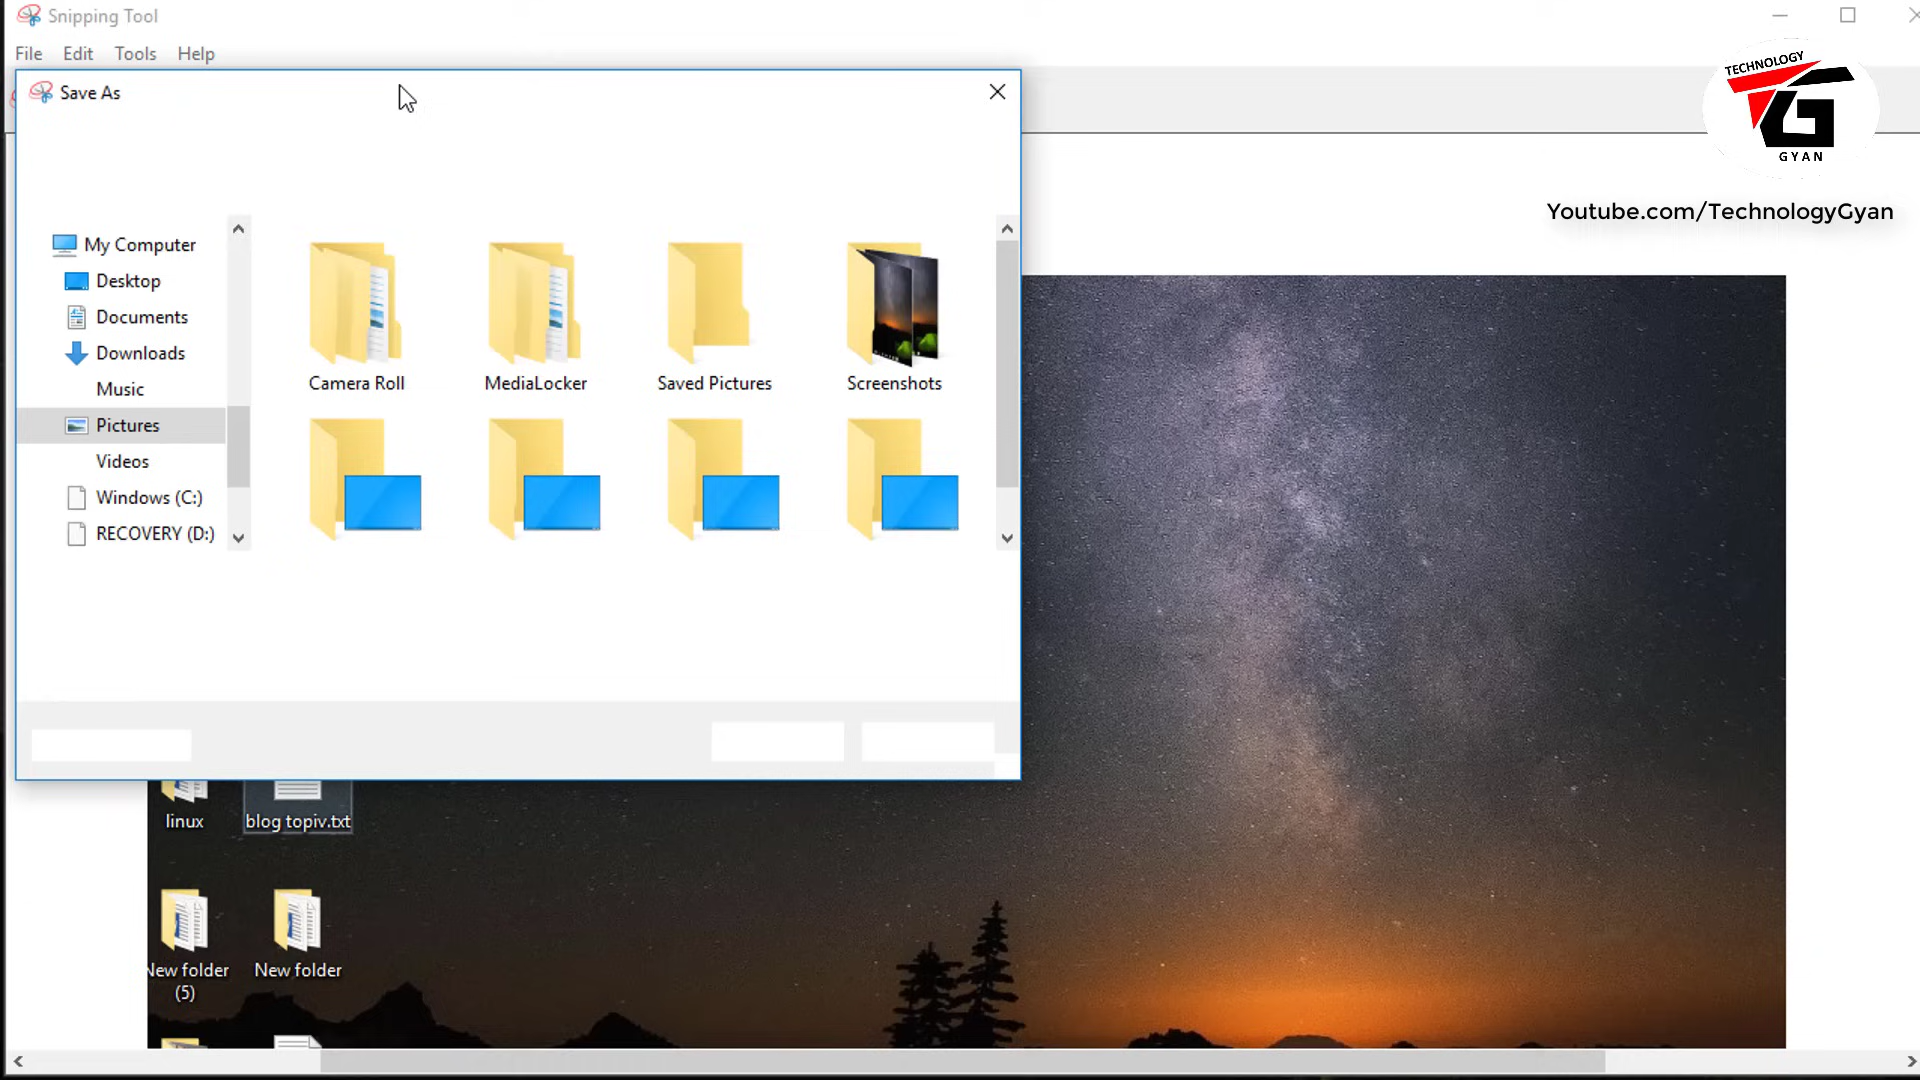 Snipping Tool
File Edit Tools Help
Save As
TECHNOLOGY
GYAN
Youtube.com/TechnologyGyan
My Computer
Desktop
Documents
Downloads
Music
Pictures
Videos
Windows (C:)
RECOVERY (D:)
Camera Roll
MediaLocker
Saved Pictures
Screenshots
linux
blog topiv.txt
New folder
(5)
New folder